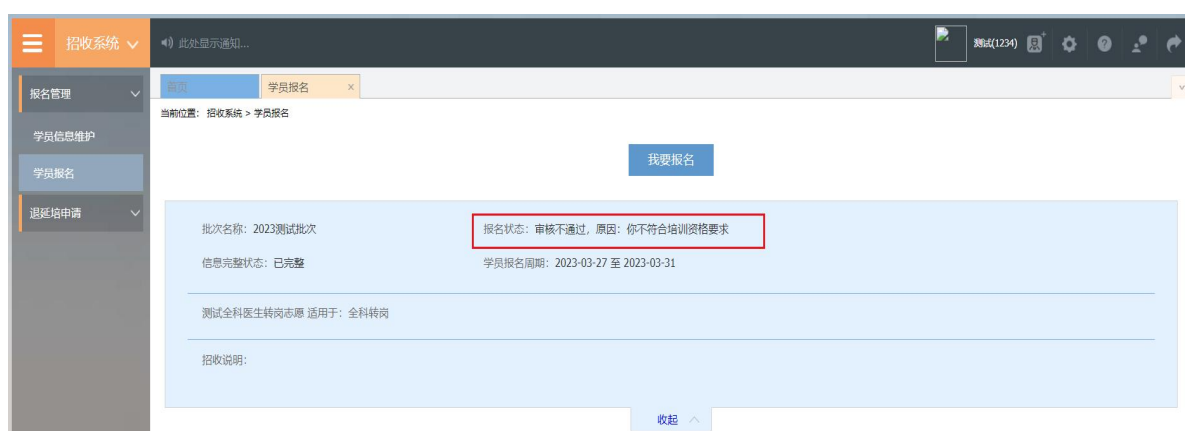 招收系统
此处显示通知...
测试(1234)
报名管理
学员信息维护
学员报名
退延培申请
首页
学员报名 ×
当前位置: 招收系统 > 学员报名
我要报名
批次名称: 2023测试批次
报名状态: 审核不通过, 原因: 你不符合培训资格要求
信息完整状态: 已完整
学员报名周期: 2023-03-27 至 2023-03-31
测试全科医生转岗志愿 适用于: 全科转岗
招收说明:
收起